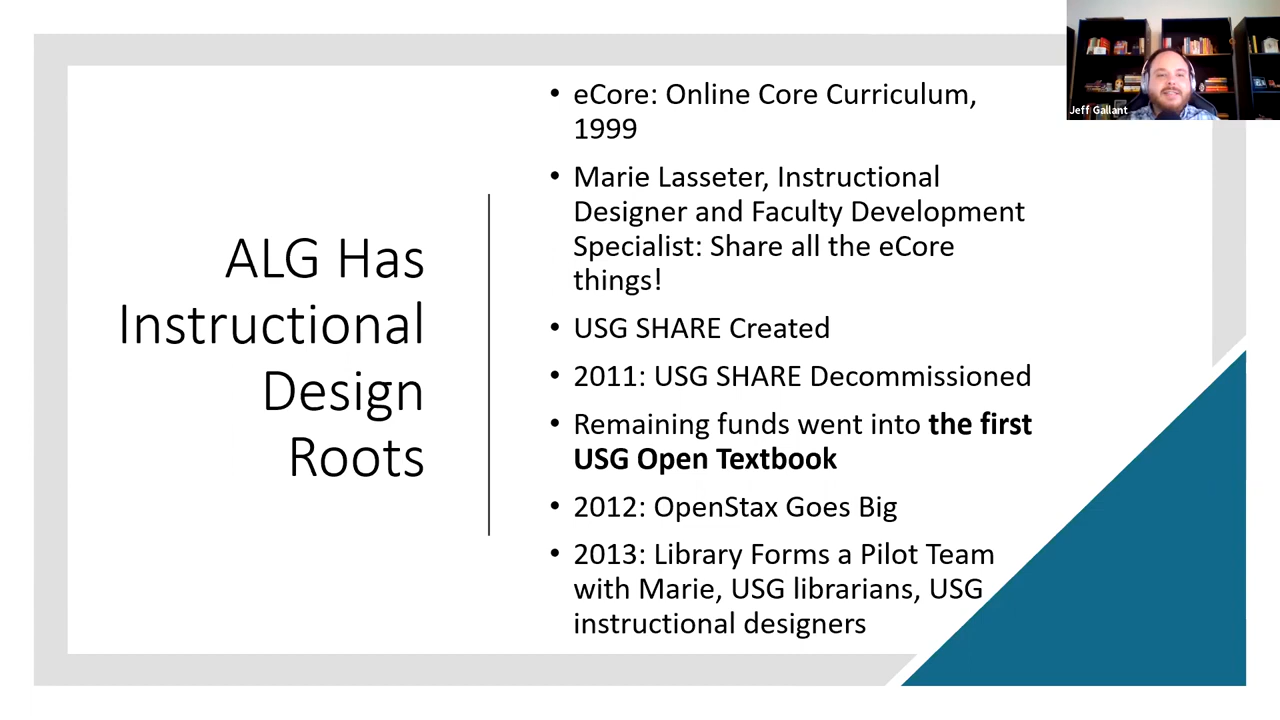 ALG Has
Instructional
Design
Roots
• eCore: Online Core Curriculum,
1999
• Marie Lasseter, Instructional
Designer and Faculty Development
Specialist: Share all the eCore
things!
• USG SHARE Created
• 2011: USG SHARE Decommissioned
• Remaining funds went into the first
USG Open Textbook
• 2012: OpenStax Goes Big
• 2013: Library Forms a Pilot Team
with Marie, USG librarians, USG
instructional designers
Jeff Gallant